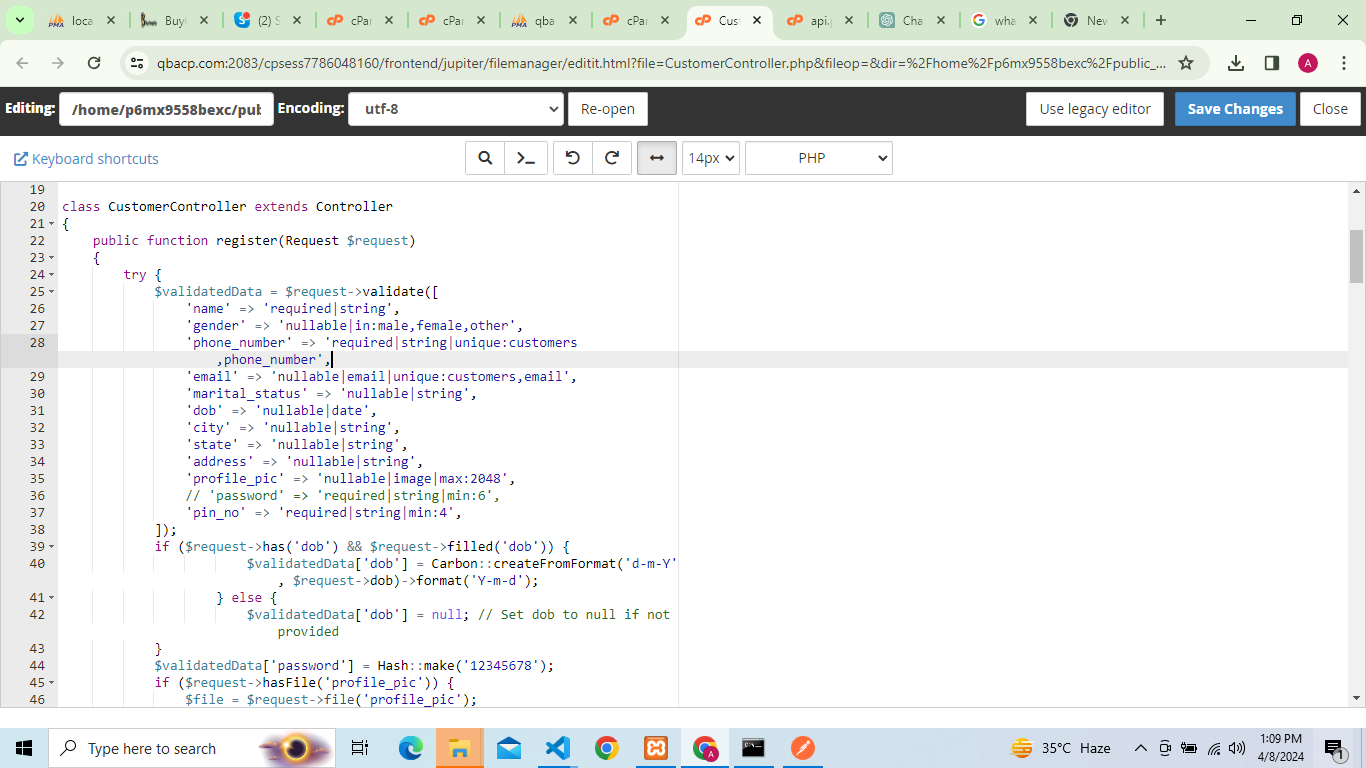 loca
Buy
(2) S
cPar
cPar
qba
cPar
Cus
api.p
Cha
wha
New
qbacp.com:2083/cpsess7786048160/frontend/jupiter/filemanager/editit.html?file=CustomerController.php&fileop=&dir=%2Fhome%2Fp6mx9558bexc%2Fpublic_...
A
Editing: /home/p6mx9558bexc/pub Encoding: utf-8 Re-open Use legacy editor Save Changes Close
Keyboard shortcuts 14px PHP
19
20 class CustomerController extends Controller
21 {
22 public function register(Request $request)
23 {
24 try {
25 $validatedData = $request->validate([
26 'name' => 'required|string',
27 'gender' => 'nullable|in:male,female,other',
28 'phone_number' => 'required|string|unique:customers
,phone_number',
29 'email' => 'nullable|email|unique:customers,email',
30 'marital_status' => 'nullable|string',
31 'dob' => 'nullable|date',
32 'city' => 'nullable|string',
33 'state' => 'nullable|string',
34 'address' => 'nullable|string',
35 'profile_pic' => 'nullable|image|max:2048',
36 // 'password' => 'required|string|min:6',
37 'pin_no' => 'required|string|min:4',
38 ]);
39 if ($request->has('dob') && $request->filled('dob')) {
40 $validatedData['dob'] = Carbon::createFromFormat('d-m-Y'
, $request->dob)->format('Y-m-d');
41 } else {
42 $validatedData['dob'] = null; // Set dob to null if not
provided
43 }
44 $validatedData['password'] = Hash::make('12345678');
45 if ($request->hasFile('profile_pic')) {
46 $file = $request->file('profile_pic');
Type here to search
35°C Haze
1:09 PM
4/8/2024
1